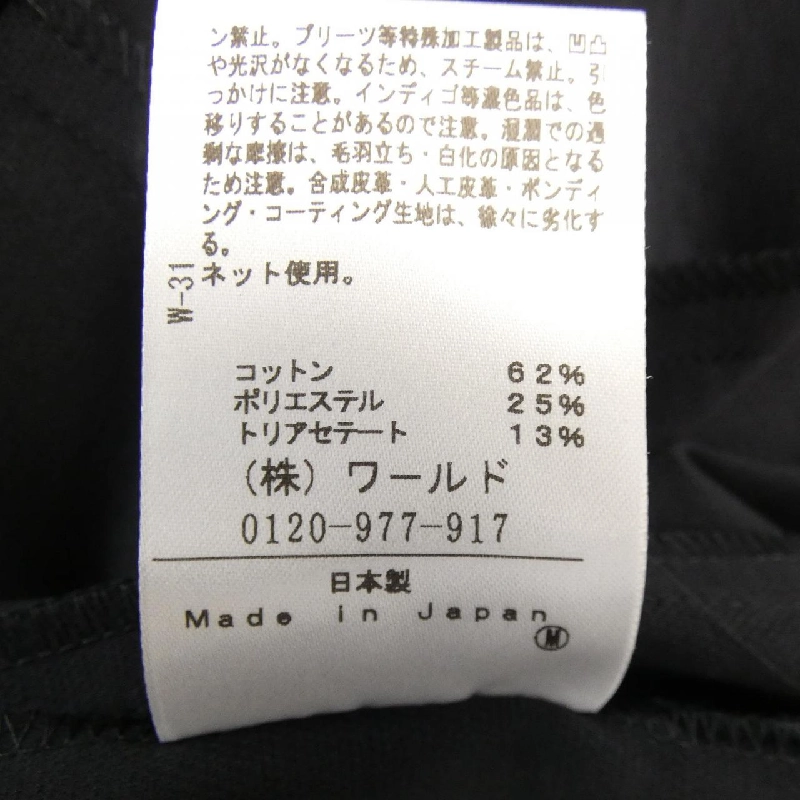 ン禁止。プリーツ等特殊加工製品は、凹凸
や光沢がなくなるため、スチーム禁止。引
っかけに注意。インディゴ等濃色品は、色
移りすることがあるので注意。湿潤での過
剰な摩擦は、毛羽立ち・白化の原因となる
ため注意。合成皮革・人工皮革・ボンディ
ング・コーティング生地は、徐々に劣化す
る。
ネット使用。
W-31
コットン 62%
ポリエステル 25%
トリアセテート 13%
(株) ワールド
0120-977-917
日本製
Made in Japan
M